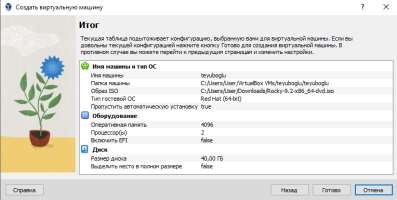 Создать виртуальную машину
Итог
Текущая таблица подытоживает конфигурацию, выбранную вами для виртуальной машины. Если вы
довольны текущей конфигурацией нажмите кнопку Готово для создания виртуальной машины. В
противном случае вы можете перейти к предыдущим страницам и изменить настройки.
Имя машины и тип ОС
Имя машины teyuboglu
Папка машины C:/Users/User/VirtualBox VMs/teyuboglu/teyuboglu
Образ ISO C:/Users/User/Downloads/Rocky-9.2-x86_64-dvd.iso
Тип гостевой ОС Red Hat (64-bit)
Пропустить автоматическую установку true
Оборудование
Оперативная память 4096
Процессор(ы) 2
Включить EFI false
Диск
Размер диска 40,00 ГБ
Выделить место в полном размере false
Справка Назад Готово Отмена